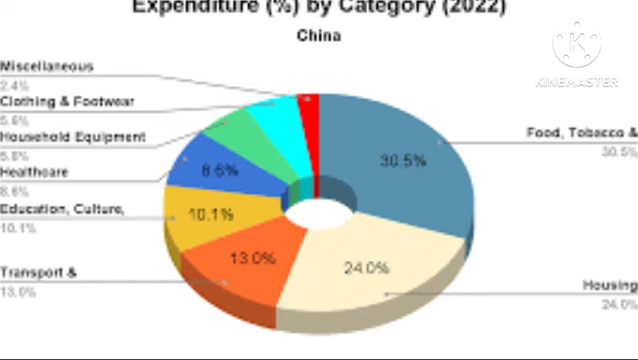 Expenditure (%) by Category (2022)
China
K
KINEMASTER
Miscellaneous
2.4%
Clothing & Footwear
5.6%
Household Equipment
5.8%
Healthcare
8.6%
Education, Culture,
10.1%
Transport &
13.0%
Food, Tobacco &
30.5%
Housing
24.0%
30.5%
8.6%
10.1%
13.0%
24.0%